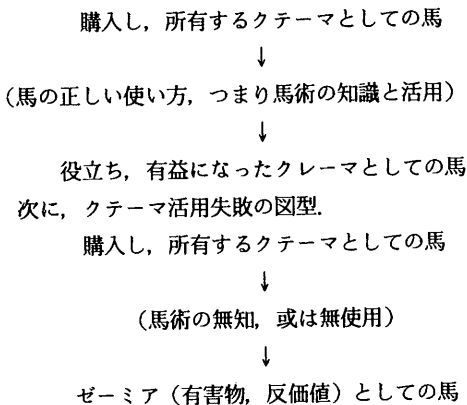 購入し，所有するクテーマとしての馬
↓
（馬の正しい使い方，つまり馬術の知識と活用）
↓
役立ち，有益になったクレーマとしての馬
次に，クテーマ活用失敗の図型．
購入し，所有するクテーマとしての馬
↓
（馬術の無知，或は無使用）
↓
ゼーミア（有害物，反価値）としての馬